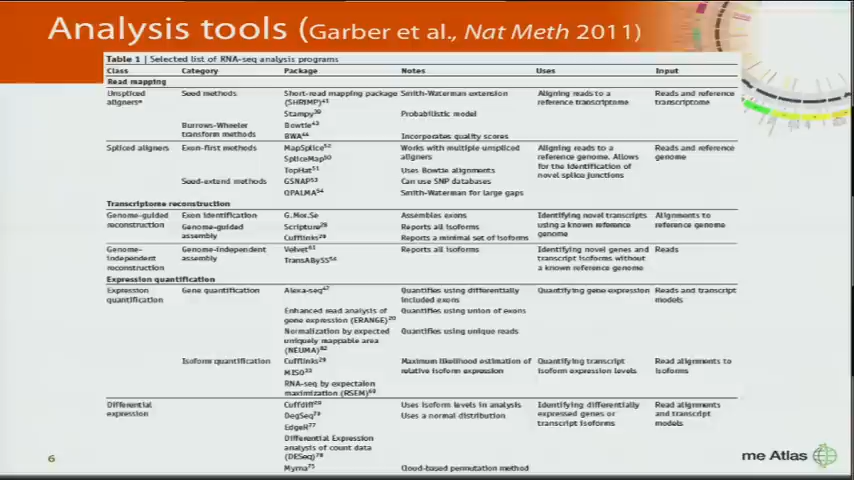 Analysis tools (Garber et al., Nat Meth 2011)
Table 1 | Selected list of RNA-seq analysis programs
Class Category Package Notes Uses Input
Read mapping
Unspliced Seed methods Short-read mapping package Smith-Waterman extension Aligning reads to a Reads and reference
aligners (SHRIMP) reference transcriptome transcriptome
Stampy Probabilistic model
Burrows-Wheeler Bowtie
transform methods BWA Incorporates quality scores
Spliced aligners Exon-first methods MapSplice Works with multiple unspliced Aligning reads to a Reads and reference
SpliceMap aligners reference genome. Allows genome
TopHat Uses Bowtie alignments for the identification of
Seed-extend methods GSNAP Can use SNP databases novel splice junctions
QPALMA Smith-Waterman for large gaps
Transcriptome reconstruction
Genome-guided Exon identification G.Mor.Se Assembles exons Identifying novel transcripts Alignments to
reconstruction Genome-guided Scripture Reports all isoforms using a known reference reference genome
assembly Cufflinks Reports a minimal set of isoforms genome
Genome- Genome-independent Velvet Reports all isoforms Identifying novel genes and Reads
independent assembly TransABySS transcript isoforms without
reconstruction a known reference genome
Expression quantification
Expression Gene quantification Alexa-seq Quantifies using differentially Quantifying gene expression Reads and transcript
quantification included exons models
Enhanced read analysis of Quantifies using union of exons
gene expression (ERANGE)
Normalization by expected Quantifies using unique reads
uniquely mappable area
(NEUMA)
Isoform quantification Cufflinks Maximum likelihood estimation of Quantifying transcript Read alignments to
MISO relative isoform expression isoform expression levels isoforms
RNA-seq by expectaion
maximization (RSEM)
Differential Cuffdiff Uses isoform levels in analysis Identifying differentially Read alignments
expression DegSeq Uses a normal distribution expressed genes or and transcript
EdgeR transcript isoforms models
Differential Expression
analysis of count data
(DESeq)
Myrna Cloud-based permutation method
6
me Atlas